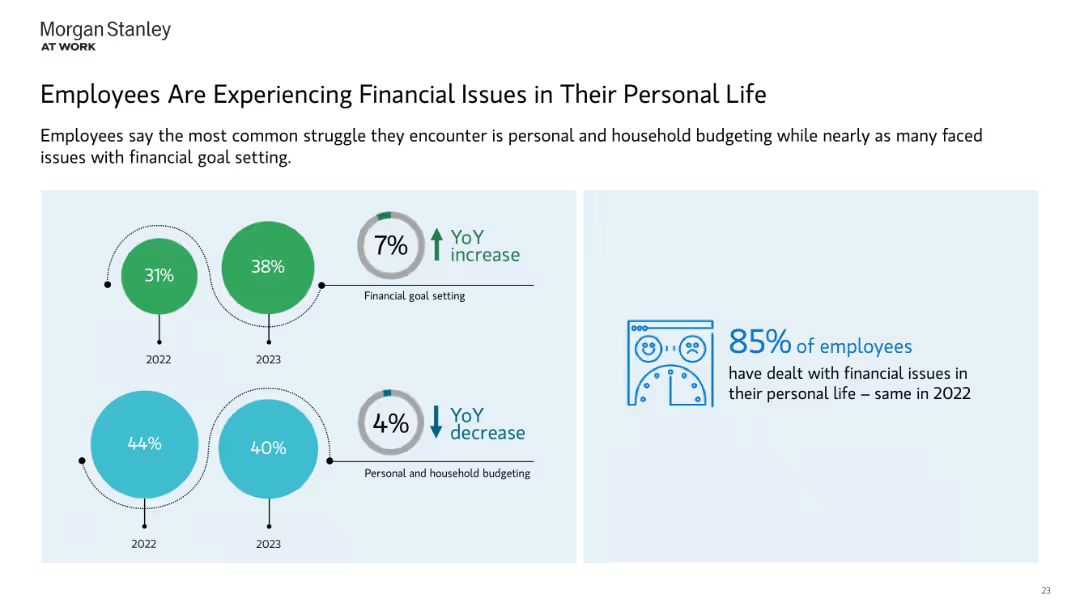 Morgan Stanley
AT WORK
Employees Are Experiencing Financial Issues in Their Personal Life
Employees say the most common struggle they encounter is personal and household budgeting while nearly as many faced
issues with financial goal setting.
31%
38%
7%
YoY
increase
Financial goal setting
2022
2023
44%
40%
4%
YoY
decrease
Personal and household budgeting
2022
2023
85% of employees
have dealt with financial issues in
their personal life – same in 2022
23